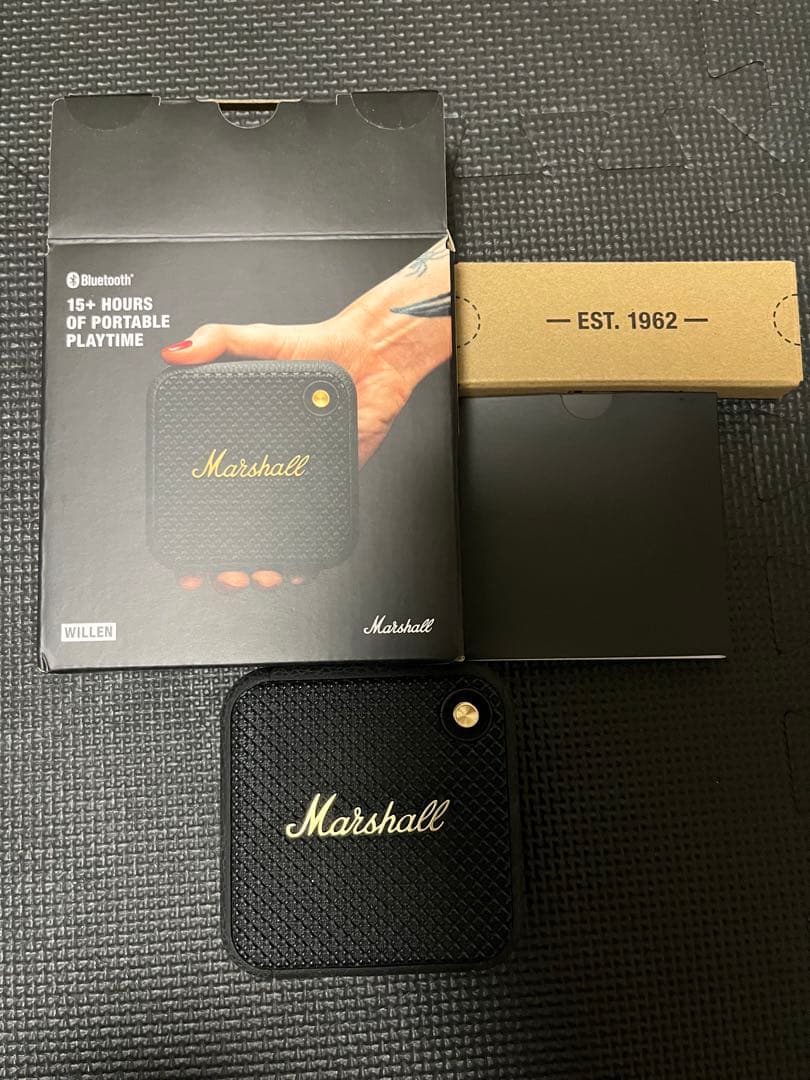 Bluetooth®
15+ HOURS
OF PORTABLE
PLAYTIME
Marshall
WILLEN
Marshall
— EST. 1962 —
Marshall